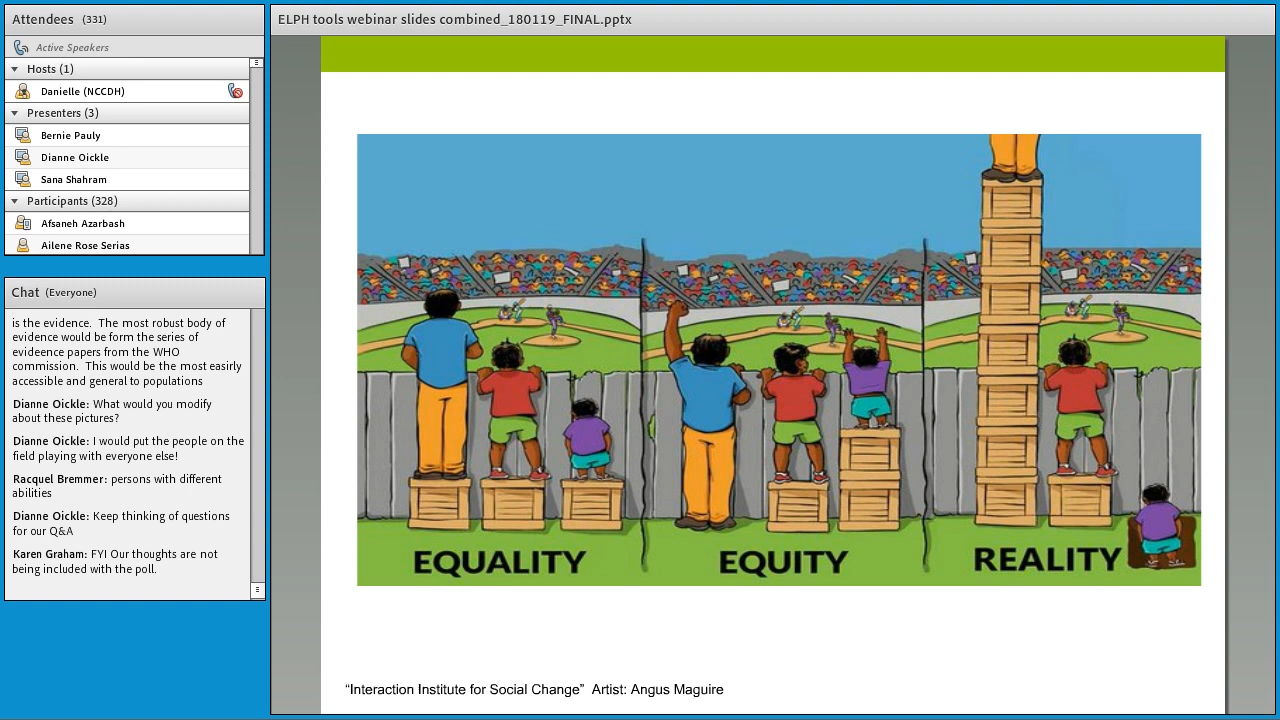 Attendees (331)
Active Speakers
Hosts (1)
Danielle (NCCDH)
Presenters (3)
Bernie Pauly
Dianne Oickle
Sana Shahram
Participants (328)
Afsaneh Azarbash
Ailene Rose Serias
Chat (Everyone)
is the evidence. The most robust body of
evidence would be form the series of
evideence papers from the WHO
commission. This would be the most easirly
accessible and general to populations
Dianne Oickle: What would you modify
about these pictures?
Dianne Oickle: I would put the people on the
field playing with everyone else!
Racquel Bremmer: persons with different
abilities
Dianne Oickle: Keep thinking of questions
for our Q&A
Karen Graham: FYI Our thoughts are not
being included with the poll.
ELPH tools webinar slides combined_180119_FINAL.pptx
EQUALITY
EQUITY
REALITY
“Interaction Institute for Social Change” Artist: Angus Maguire